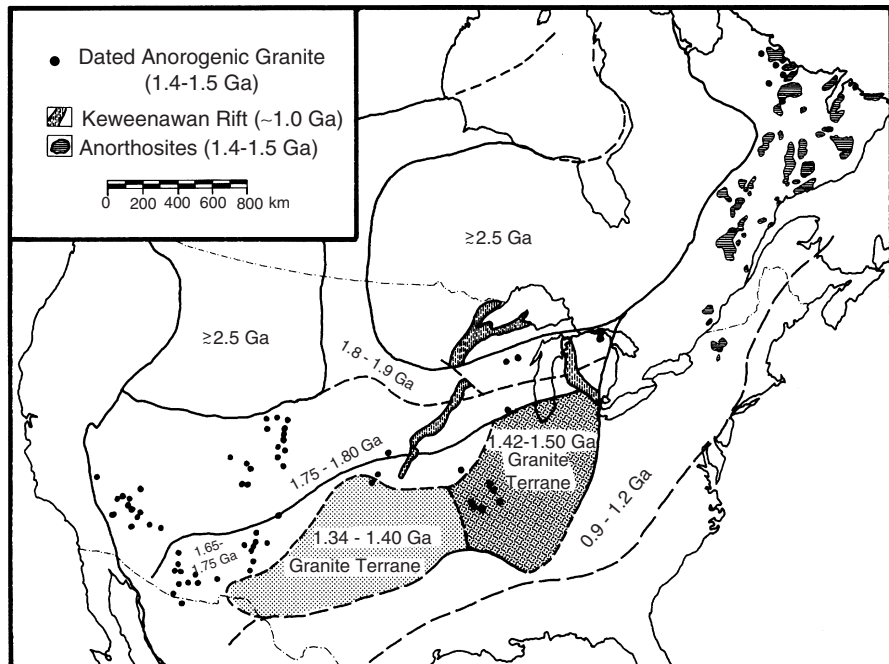 Dated Anorogenic Granite
(1.4-1.5 Ga)
Keweenawan Rift (~1.0 Ga)
Anorthosites (1.4-1.5 Ga)
0 200 400 600 800 km
≥2.5 Ga
≥2.5 Ga
1.8 - 1.9 Ga
1.75 - 1.80 Ga
1.42-1.50 Ga
Granite
Terrane
0.9 - 1.2 Ga
1.65-
1.75 Ga
1.34 - 1.40 Ga
Granite Terrane